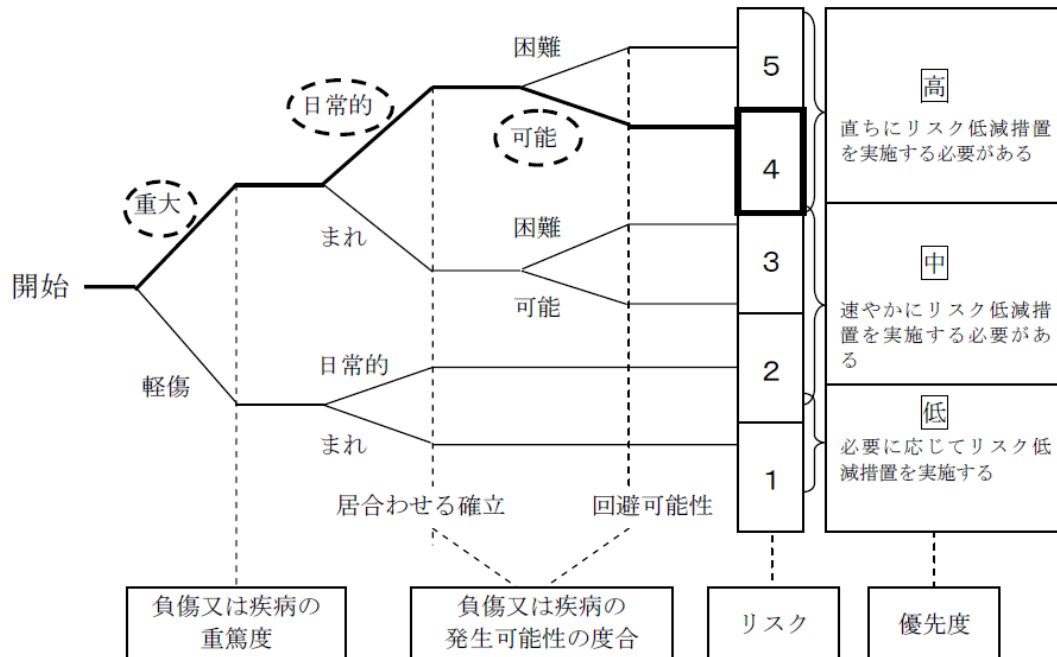 困難
5
高
日常的
直ちにリスク低減措置
を実施する必要がある
可能
4
重大
まれ
困難
3
中
開始
可能
速やかにリスク低減措
置を実施する必要があ
る
日常的
軽傷
2
低
まれ
必要に応じてリスク低
減措置を実施する
1
居合わせる確立
回避可能性
負傷又は疾病の
重篤度
負傷又は疾病の
発生可能性の度合
リスク
優先度